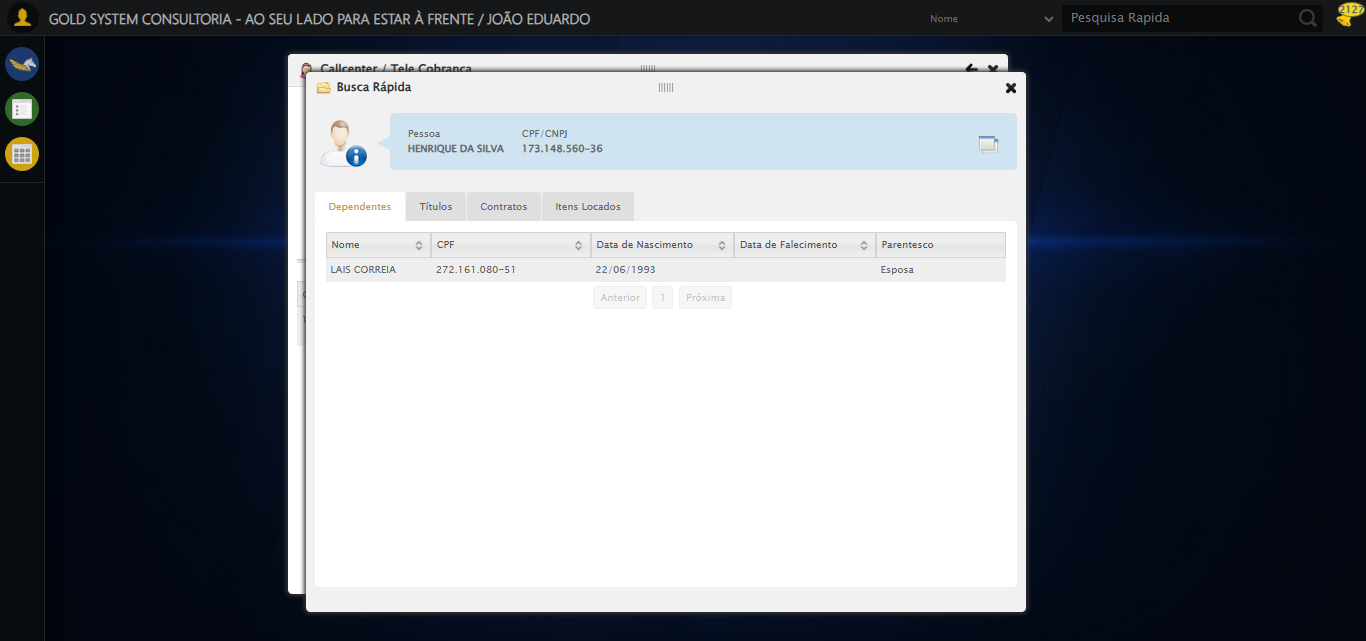 GOLD SYSTEM CONSULTORIA - AO SEU LADO PARA ESTAR À FRENTE / JOÃO EDUARDO
Nome
Pesquisa Rapida
2127
Callcenter / Tele Cobrança
Busca Rápida
Pessoa CPF/CNPJ
HENRIQUE DA SILVA 173.148.560-36
Dependentes Títulos Contratos Itens Locados
Nome CPF Data de Nascimento Data de Falecimento Parentesco
LAIS CORREIA 272.161.080-51 22/06/1993 Esposa
Anterior 1 Próxima